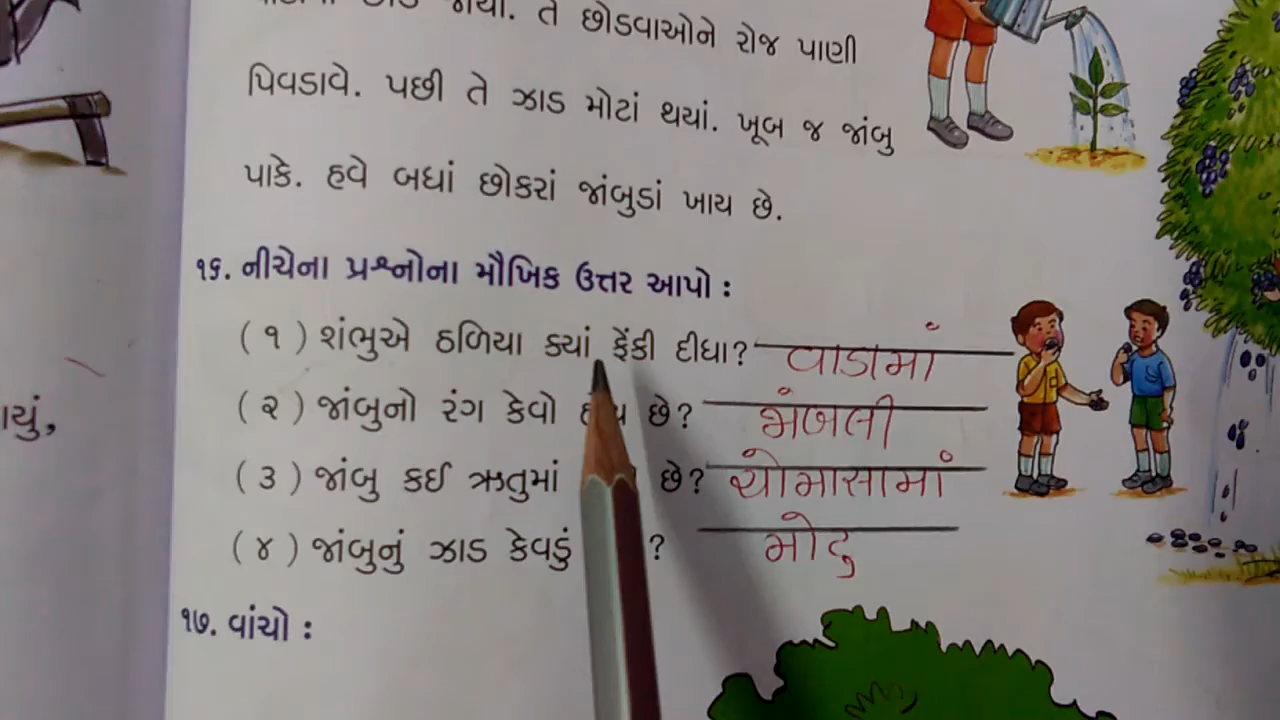 તે છોડવાઓને રોજ પાણી
પિવડાવે. પછી તે ઝાડ મોટાં થયાં. ખૂબ જ જાંબુ
પાકે. હવે બધાં છોકરાં જાંબુડાં ખાય છે.
૧૬. નીચેના પ્રશ્નોના મૌખિક ઉત્તર આપો :
( ૧ ) શંભુએ ઠળિયા ક્યાં ફેંકી દીધા? વાડામાં
( ૨ ) જાંબુનો રંગ કેવો છે? ભંબલી
( ૩ ) જાંબુ કઈ ઋતુમાં છે? ચોમાસામાં
( ૪ ) જાંબુનું ઝાડ કેવડું ? મોટુ
૧૭. વાંચો :